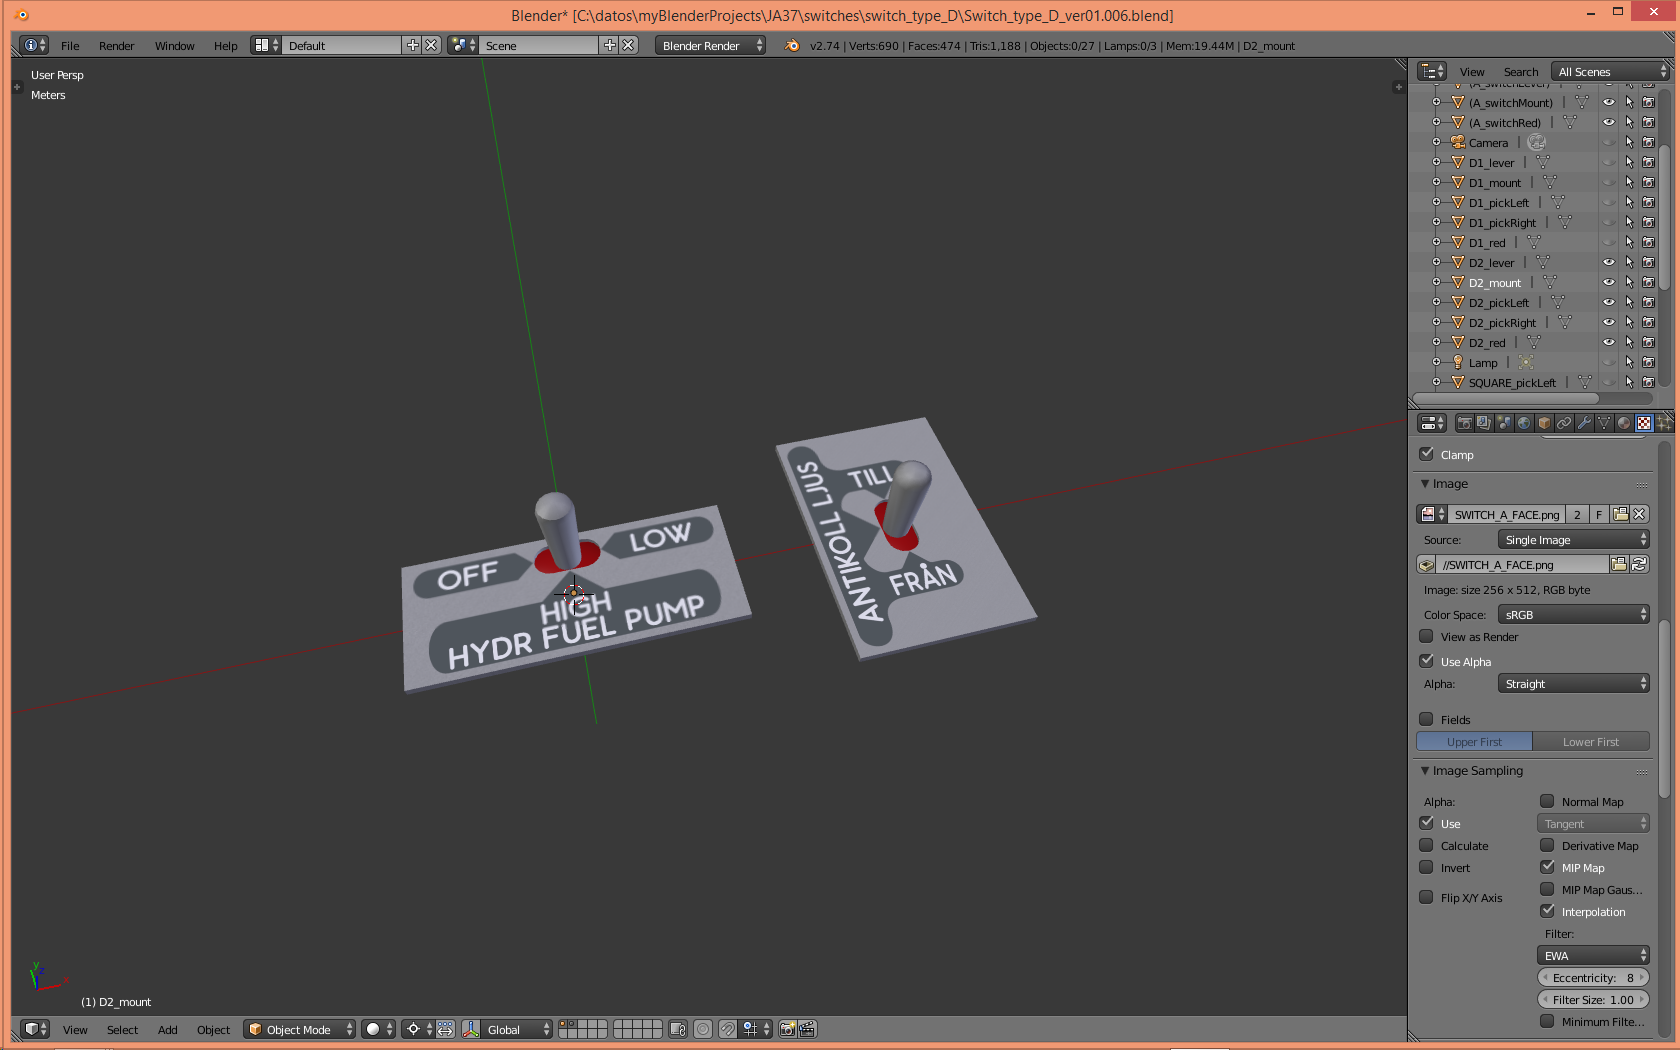 Blender* [C:\datos\myBlenderProjects\JA37\switches\switch_type_D\Switch_type_D_ver01.006.blend]
File Render Window Help Default Scene Blender Render v2.74 | Verts:690 | Faces:474 | Tris:1,188 | Objects:0/27 | Lamps:0/3 | Mem:19.44M | D2_mount
User Persp
Meters
OFF
LOW
HIGH
HYDR FUEL PUMP
ANTIKOLL LJUS
TILL
FRÅN
(1) D2_mount
View Select Add Object Object Mode Global
View Search All Scenes
(A_switchLever)
(A_switchMount)
(A_switchRed)
Camera
D1_lever
D1_mount
D1_pickLeft
D1_pickRight
D1_red
D2_lever
D2_mount
D2_pickLeft
D2_pickRight
D2_red
Lamp
SQUARE_pickLeft
Clamp
Image
SWITCH_A_FACE.png 2 F
Source: Single Image
//SWITCH_A_FACE.png
Image: size 256 x 512, RGB byte
Color Space: sRGB
View as Render
Use Alpha
Alpha: Straight
Fields
Upper First Lower First
Image Sampling
Alpha: Normal Map
Use Tangent
Calculate Derivative Map
Invert MIP Map
MIP Map Gaus...
Flip X/Y Axis
Interpolation
Filter:
EWA
Eccentricity: 8
Filter Size: 1.00
Minimum Filte...